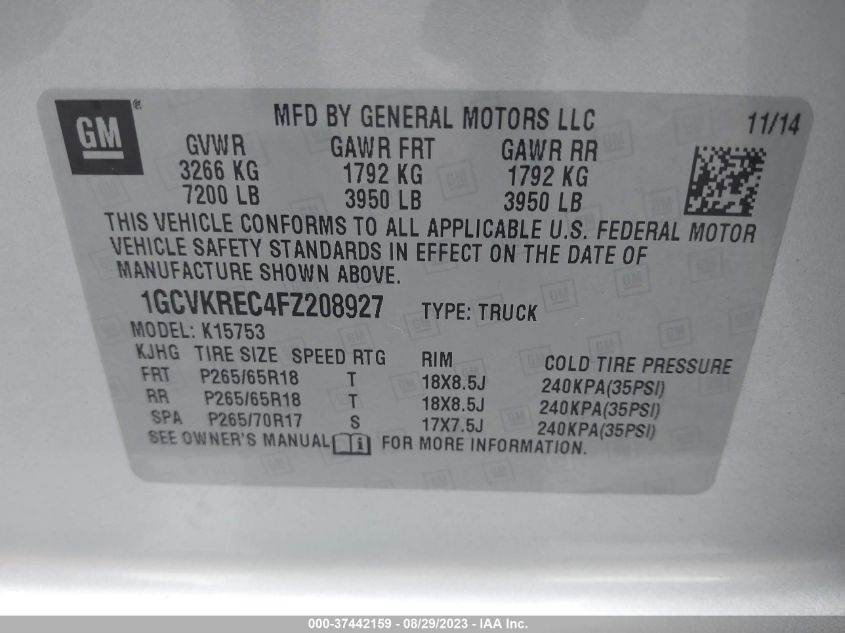 GM®
MFD BY GENERAL MOTORS LLC 11/14
GVWR GAWR FRT GAWR RR
3266 KG 1792 KG 1792 KG
7200 LB 3950 LB 3950 LB
THIS VEHICLE CONFORMS TO ALL APPLICABLE U.S. FEDERAL MOTOR
VEHICLE SAFETY STANDARDS IN EFFECT ON THE DATE OF
MANUFACTURE SHOWN ABOVE.
1GCVKREC4FZ208927 TYPE: TRUCK
MODEL: K15753
KJHG TIRE SIZE SPEED RTG RIM COLD TIRE PRESSURE
FRT P265/65R18 T 18X8.5J 240KPA(35PSI)
RR P265/65R18 T 18X8.5J 240KPA(35PSI)
SPA P265/70R17 S 17X7.5J 240KPA(35PSI)
SEE OWNER'S MANUAL FOR MORE INFORMATION.
000-37442159 - 08/29/2023 - IAA Inc.